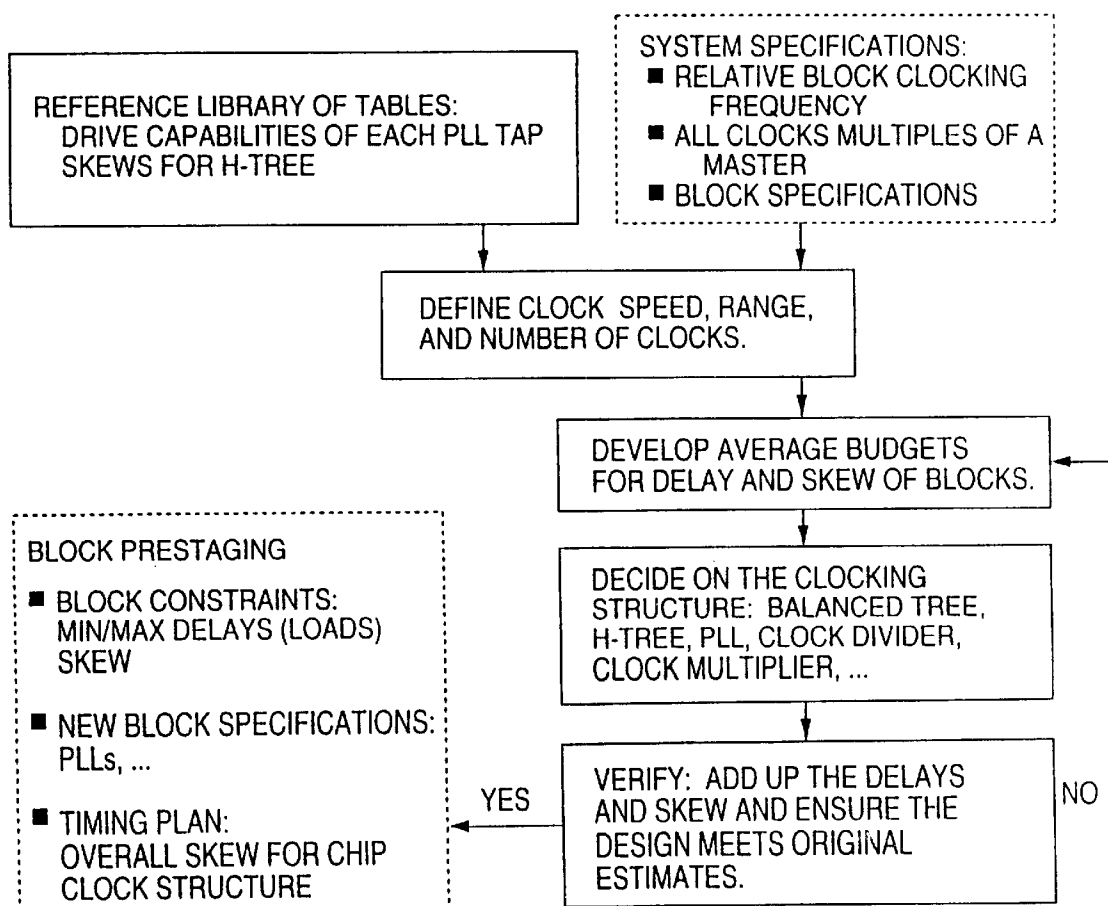 REFERENCE LIBRARY OF TABLES:
DRIVE CAPABILITIES OF EACH PLL TAP
SKEWS FOR H-TREE
SYSTEM SPECIFICATIONS:
■ RELATIVE BLOCK CLOCKING
FREQUENCY
■ ALL CLOCKS MULTIPLES OF A
MASTER
■ BLOCK SPECIFICATIONS
DEFINE CLOCK SPEED, RANGE,
AND NUMBER OF CLOCKS.
DEVELOP AVERAGE BUDGETS
FOR DELAY AND SKEW OF BLOCKS.
DECIDE ON THE CLOCKING
STRUCTURE: BALANCED TREE,
H-TREE, PLL, CLOCK DIVIDER,
CLOCK MULTIPLIER, ...
VERIFY: ADD UP THE DELAYS
AND SKEW AND ENSURE THE
DESIGN MEETS ORIGINAL
ESTIMATES.
NO
YES
BLOCK PRESTAGING
■ BLOCK CONSTRAINTS:
MIN/MAX DELAYS (LOADS)
SKEW
■ NEW BLOCK SPECIFICATIONS:
PLLs, ...
■ TIMING PLAN:
OVERALL SKEW FOR CHIP
CLOCK STRUCTURE